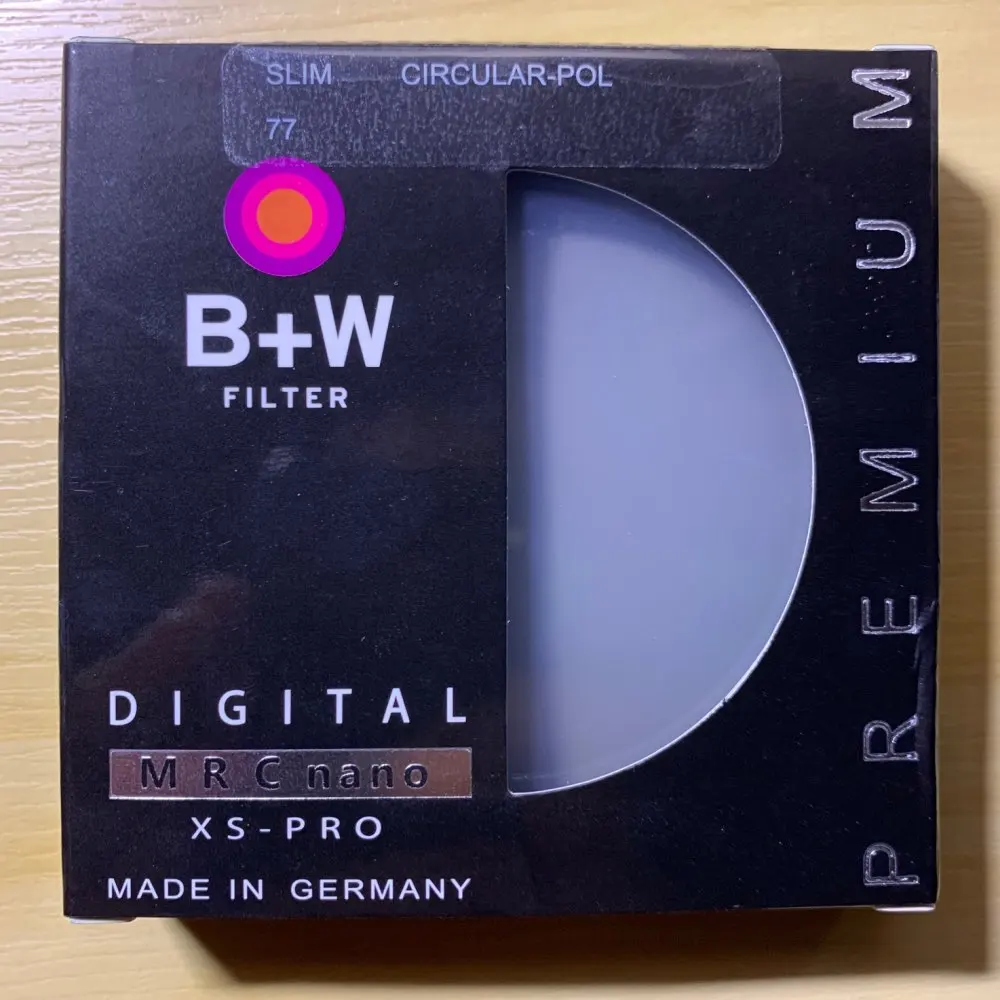 SLIM CIRCULAR-POL
77
B+W
FILTER
DIGITAL
MRC nano
XS-PRO
MADE IN GERMANY
PREMIUM